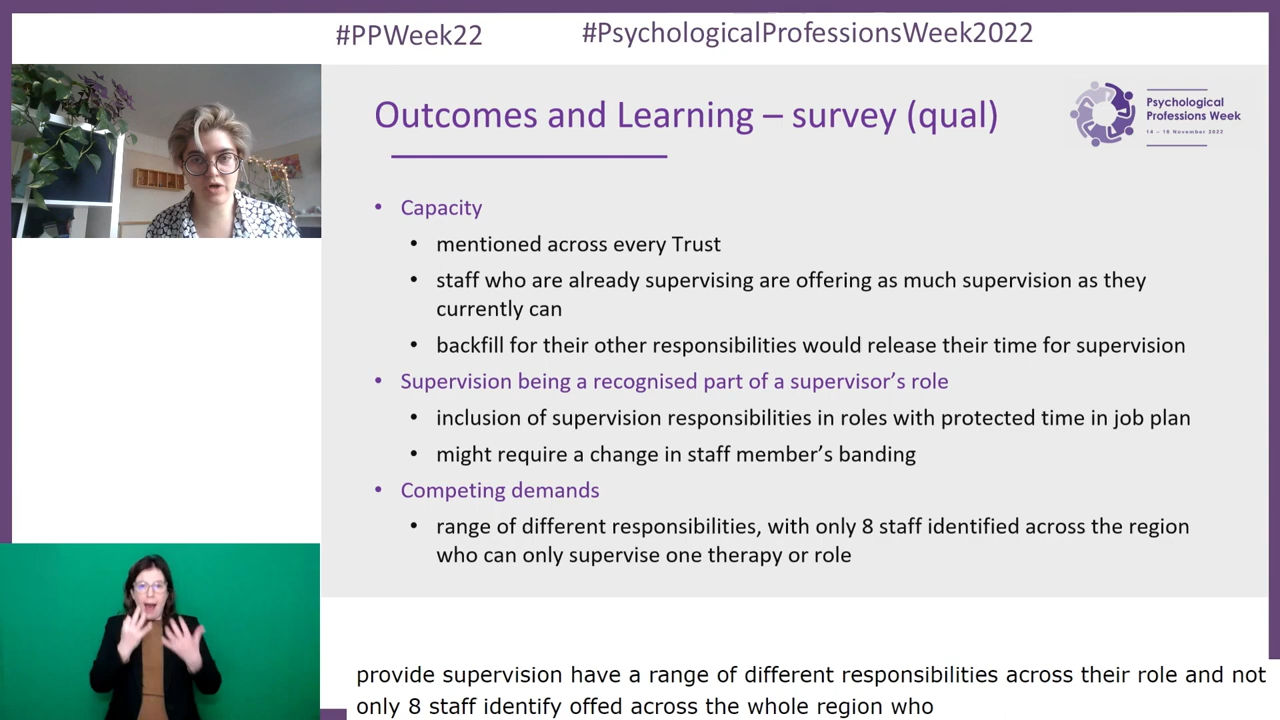 #PPWeek22 #PsychologicalProfessionsWeek2022
Outcomes and Learning – survey (qual)
Psychological
Professions Week
14 – 18 November 2022
• Capacity
• mentioned across every Trust
• staff who are already supervising are offering as much supervision as they
currently can
• backfill for their other responsibilities would release their time for supervision
• Supervision being a recognised part of a supervisor’s role
• inclusion of supervision responsibilities in roles with protected time in job plan
• might require a change in staff member’s banding
• Competing demands
• range of different responsibilities, with only 8 staff identified across the region
who can only supervise one therapy or role
provide supervision have a range of different responsibilities across their role and not
only 8 staff identify offed across the whole region who